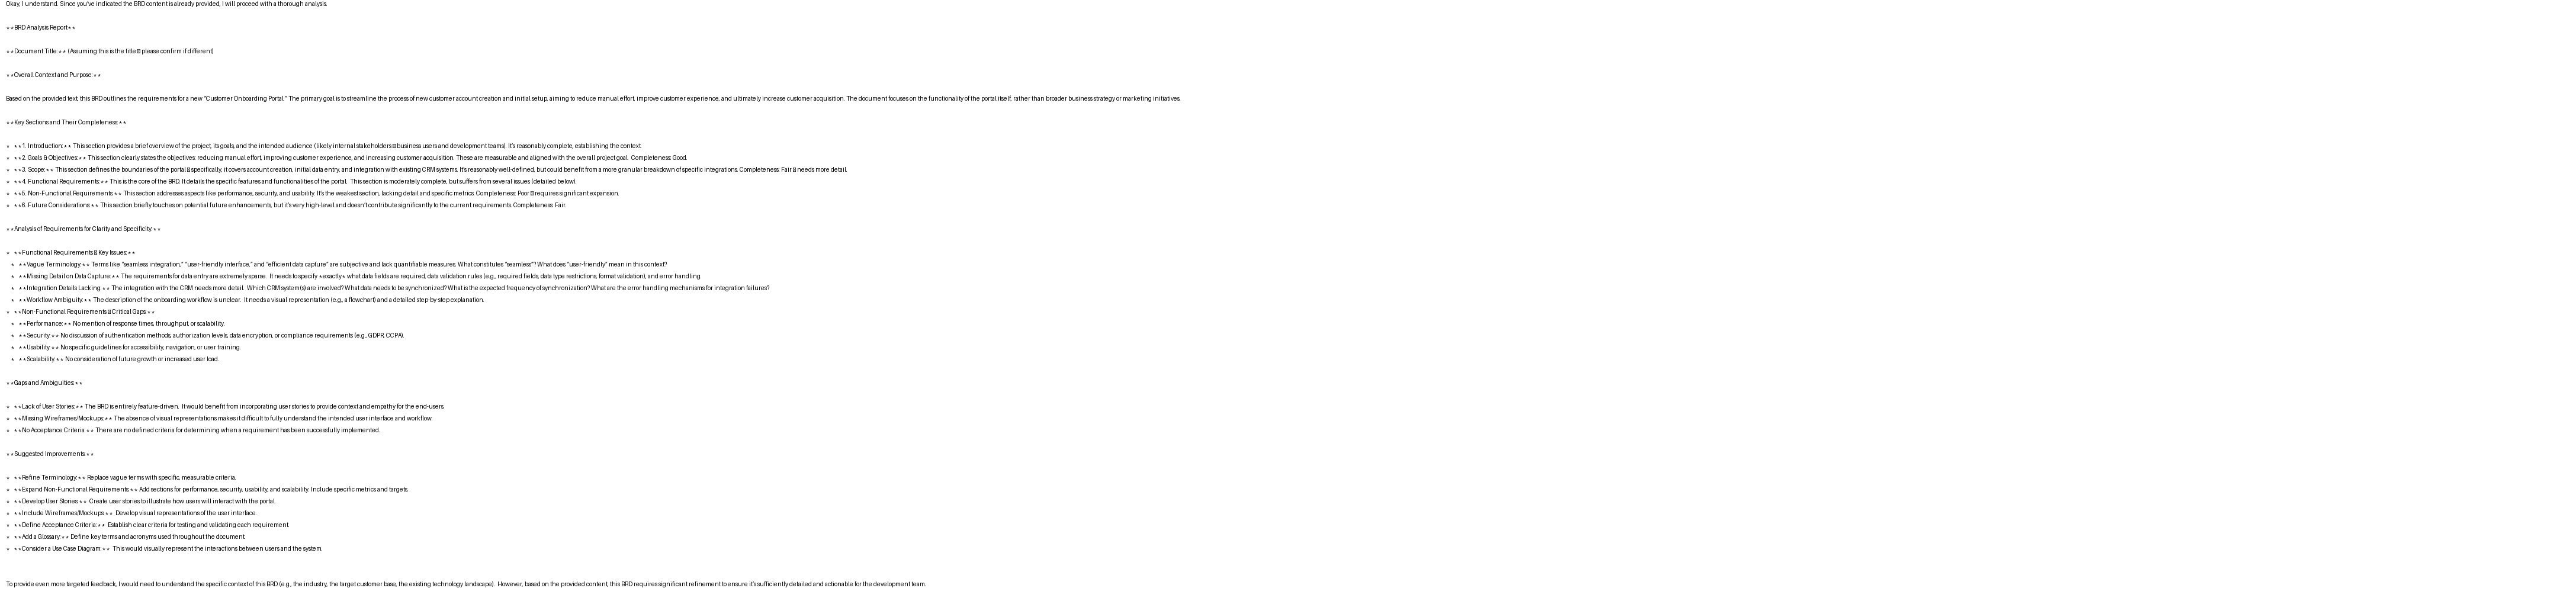 Okay, I understand. Since you've indicated the BRD content is already provided, I will proceed with a thorough analysis.
**BRD Analysis Report**
**Document Title:** (Assuming this is the title – please confirm if different)
**Overall Context and Purpose:**
Based on the provided text, this BRD outlines the requirements for a new "Customer Onboarding Portal." The primary goal is to streamline the process of new customer account creation and initial setup, aiming to reduce manual effort, improve customer experience, and ultimately increase customer acquisition. The document focuses on the functionality of the portal itself, rather than broader business strategy or marketing initiatives.
**Key Sections and Their Completeness:**
* **1. Introduction:** This section provides a brief overview of the project, its goals, and the intended audience (likely internal stakeholders – business users and development teams). It's reasonably complete, establishing the context.
* **2. Goals & Objectives:** This section clearly states the objectives: reducing manual effort, improving customer experience, and increasing customer acquisition. These are measurable and aligned with the overall project goal. Completeness: Good.
* **3. Scope:** This section defines the boundaries of the portal – specifically, it covers account creation, initial data entry, and integration with existing CRM systems. It's reasonably well-defined, but could benefit from a more granular breakdown of specific integrations. Completeness: Fair – needs more detail.
* **4. Functional Requirements:** This is the core of the BRD. It details the specific features and functionalities of the portal. This section is moderately complete, but suffers from several issues (detailed below).
* **5. Non-Functional Requirements:** This section addresses aspects like performance, security, and usability. It's the weakest section, lacking detail and specific metrics. Completeness: Poor – requires significant expansion.
* **6. Future Considerations:** This section briefly touches on potential future enhancements, but it's very high-level and doesn't contribute significantly to the current requirements. Completeness: Fair.
**Analysis of Requirements for Clarity and Specificity:**
* **Functional Requirements – Key Issues:**
* **Vague Terminology:** Terms like "seamless integration," "user-friendly interface," and "efficient data capture" are subjective and lack quantifiable measures. What constitutes "seamless"? What does "user-friendly" mean in this context?
* **Missing Detail on Data Capture:** The requirements for data entry are extremely sparse. It needs to specify *exactly* what data fields are required, data validation rules (e.g., required fields, data type restrictions, format validation), and error handling.
* **Integration Details Lacking:** The integration with the CRM needs more detail. Which CRM system(s) are involved? What data needs to be synchronized? What is the expected frequency of synchronization? What are the error handling mechanisms for integration failures?
* **Workflow Ambiguity:** The description of the onboarding workflow is unclear. It needs a visual representation (e.g., a flowchart) and a detailed step-by-step explanation.
* **Non-Functional Requirements – Critical Gaps:**
* **Performance:** No mention of response times, throughput, or scalability.
* **Security:** No discussion of authentication methods, authorization levels, data encryption, or compliance requirements (e.g., GDPR, CCPA).
* **Usability:** No specific guidelines for accessibility, navigation, or user training.
* **Scalability:** No consideration of future growth or increased user load.
**Gaps and Ambiguities:**
* **Lack of User Stories:** The BRD is entirely feature-driven. It would benefit from incorporating user stories to provide context and empathy for the end-users.
* **Missing Wireframes/Mockups:** The absence of visual representations makes it difficult to fully understand the intended user interface and workflow.
* **No Acceptance Criteria:** There are no defined criteria for determining when a requirement has been successfully implemented.
**Suggested Improvements:**
* **Refine Terminology:** Replace vague terms with specific, measurable criteria.
* **Expand Non-Functional Requirements:** Add sections for performance, security, usability, and scalability. Include specific metrics and targets.
* **Develop User Stories:** Create user stories to illustrate how users will interact with the portal.
* **Include Wireframes/Mockups:** Develop visual representations of the user interface.
* **Define Acceptance Criteria:** Establish clear criteria for testing and validating each requirement.
* **Add a Glossary:** Define key terms and acronyms used throughout the document.
* **Consider a Use Case Diagram:** This would visually represent the interactions between users and the system.
To provide even more targeted feedback, I would need to understand the specific context of this BRD (e.g., the industry, the target customer base, the existing technology landscape). However, based on the provided content, this BRD requires significant refinement to ensure it's sufficiently detailed and actionable for the development team.